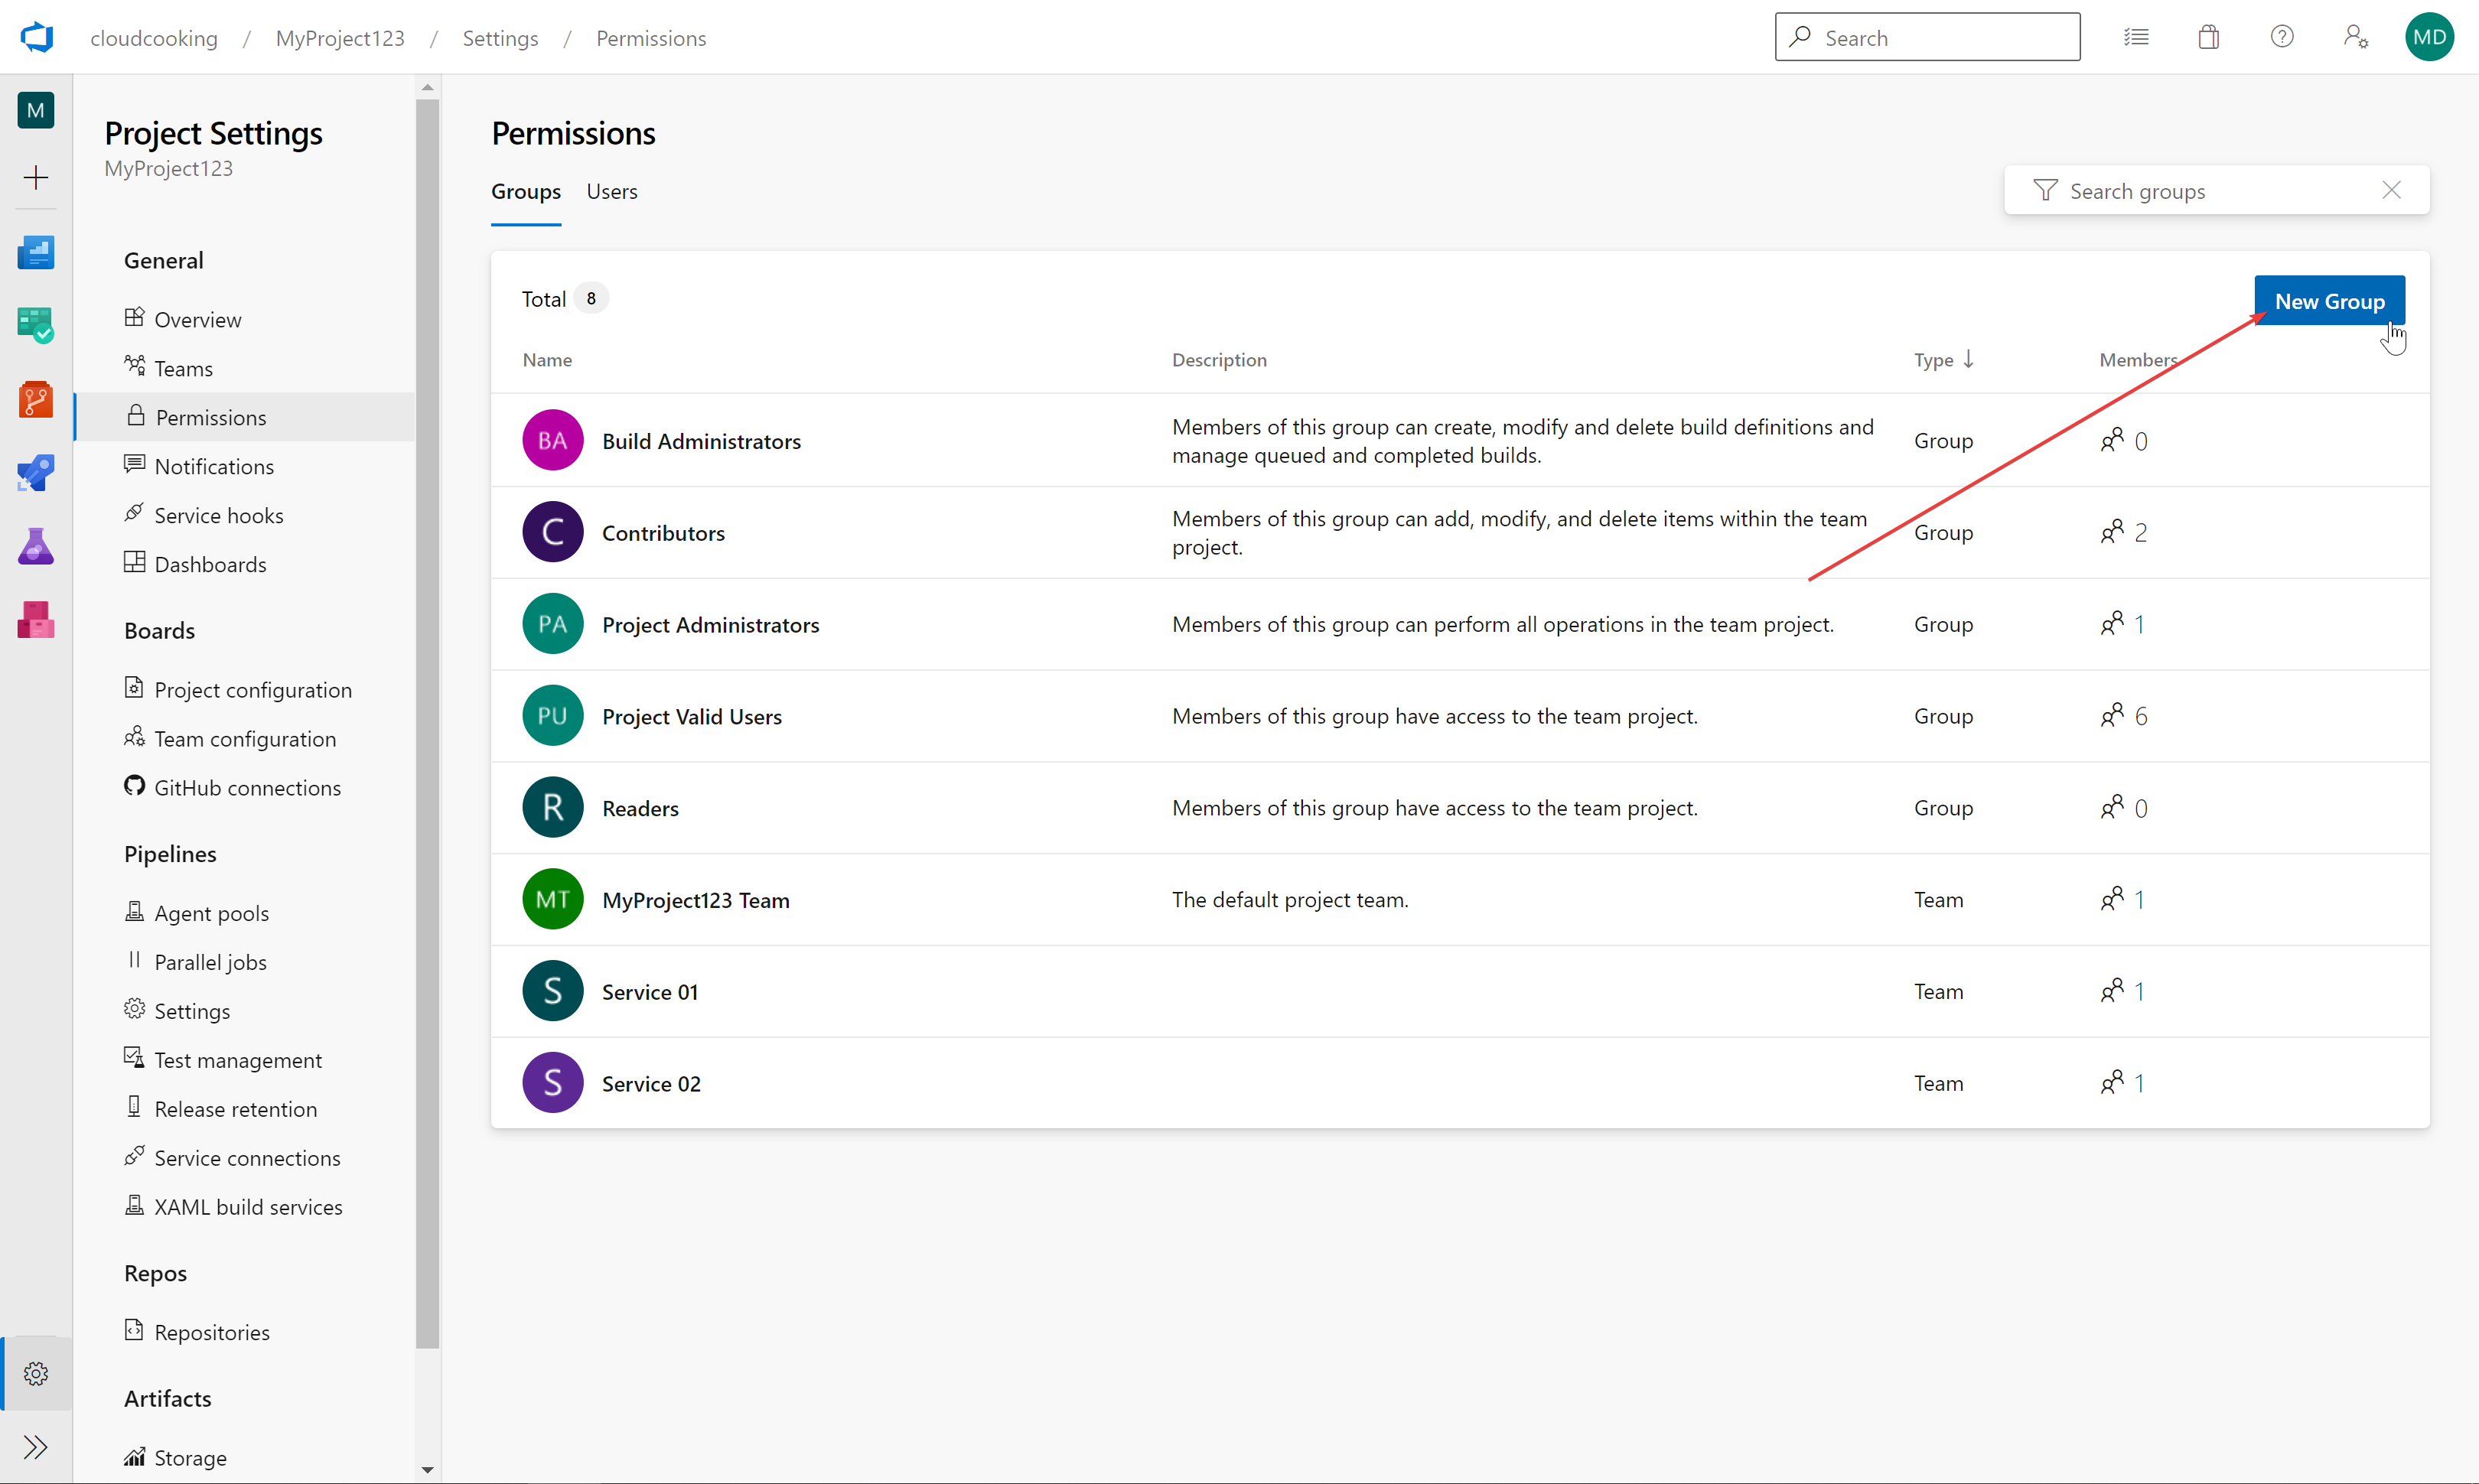 cloudcooking / MyProject123 / Settings / Permissions
Search
MD
M
Project Settings
MyProject123
General
Overview
Teams
Permissions
Notifications
Service hooks
Dashboards
Boards
Project configuration
Team configuration
GitHub connections
Pipelines
Agent pools
Parallel jobs
Settings
Test management
Release retention
Service connections
XAML build services
Repos
Repositories
Artifacts
Storage
Permissions
Groups Users
Search groups
Total 8
New Group
Name Description Type Members
BA Build Administrators
Members of this group can create, modify and delete build definitions and
manage queued and completed builds.
Group 0
C Contributors
Members of this group can add, modify, and delete items within the team
project.
Group 2
PA Project Administrators Members of this group can perform all operations in the team project. Group 1
PU Project Valid Users Members of this group have access to the team project. Group 6
R Readers Members of this group have access to the team project. Group 0
MT MyProject123 Team The default project team. Team 1
S Service 01 Team 1
S Service 02 Team 1